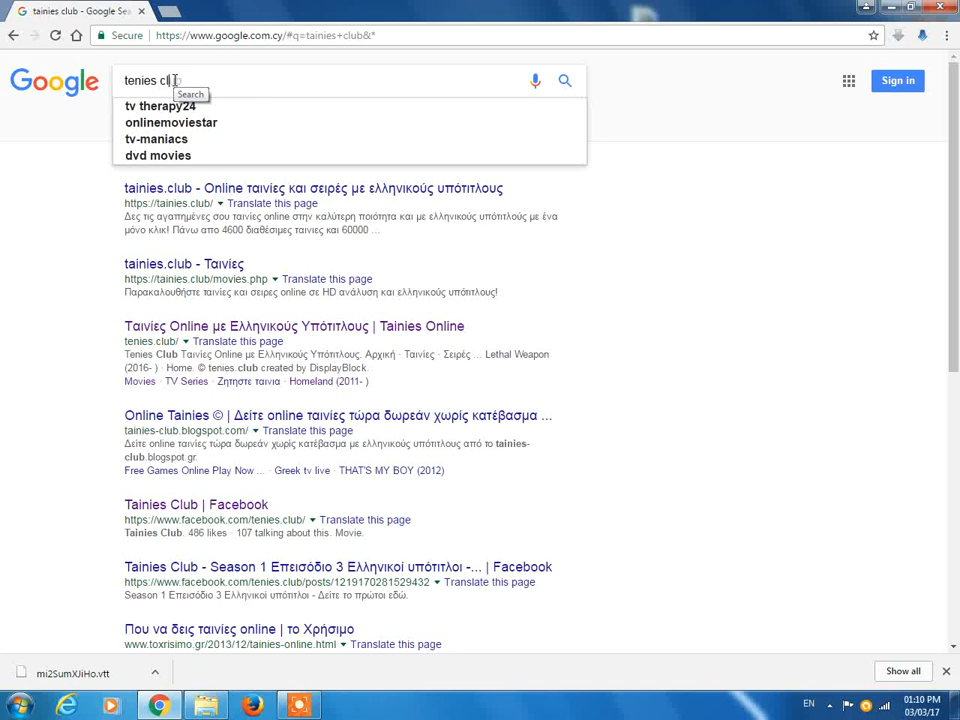 tainies club - Google Sea
Secure
https://www.google.com.cy/#q=tainies+club&*
Google
tenies cl
Sign in
Search
tv therapy24
onlinemoviestar
tv-maniacs
dvd movies
tainies.club - Online ταινίες και σειρές με ελληνικούς υπότιτλους
https://tainies.club/ Translate this page
Δες τις αγαπημένες σου ταινίες online στην καλύτερη ποιότητα και με ελληνικούς υπότιτλούς με ένα
μόνο κλικ! Πάνω απο 4600 διαθέσιμες ταινιες και 60000 ...
tainies.club - Ταινίες
https://tainies.club/movies.php Translate this page
Παρακαλουθήστε ταινίες και σειρες online σε HD ανάλυση και ελληνικούς υπότιτλους!
Ταινίες Online με Ελληνικούς Υπότιτλους | Tainies Online
tenies.club/ Translate this page
Tenies Club Ταινίες Online με Ελληνικούς Υπότιτλους. Αρχική · Ταινίες · Σειρές ... Lethal Weapon
(2016- ) · Home. © tenies.club created by DisplayBlock.
Movies · TV Series · Ζητηστε ταινια · Homeland (2011- )
Online Tainies © | Δείτε online ταινίες τώρα δωρεάν χωρίς κατέβασμα ...
tainies-club.blogspot.com/ Translate this page
Δείτε online ταινίες τώρα δωρεάν χωρίς κατέβασμα με ελληνικούς υπότιτλους από το tainies-
club.blogspot.gr.
Free Games Online Play Now ... · Greek tv live · THAT'S MY BOY (2012)
Tainies Club | Facebook
https://www.facebook.com/tenies.club/ Translate this page
Tainies Club. 486 likes · 107 talking about this. Movie.
Tainies Club - Season 1 Επεισόδιο 3 Ελληνικοί υπότιτλοι -... | Facebook
https://www.facebook.com/tenies.club/posts/1219170281529432 Translate this page
Season 1 Επεισόδιο 3 Ελληνικοί υπότιτλοι - Δείτε το πρώτοι εδώ.
Που να δεις ταινίες online | το Χρήσιμο
www.toxrisimo.gr/2013/12/tainies-online.html Translate this page
mi2SumXJiHo.vtt
Show all
EN
01:10 PM
03/03/17